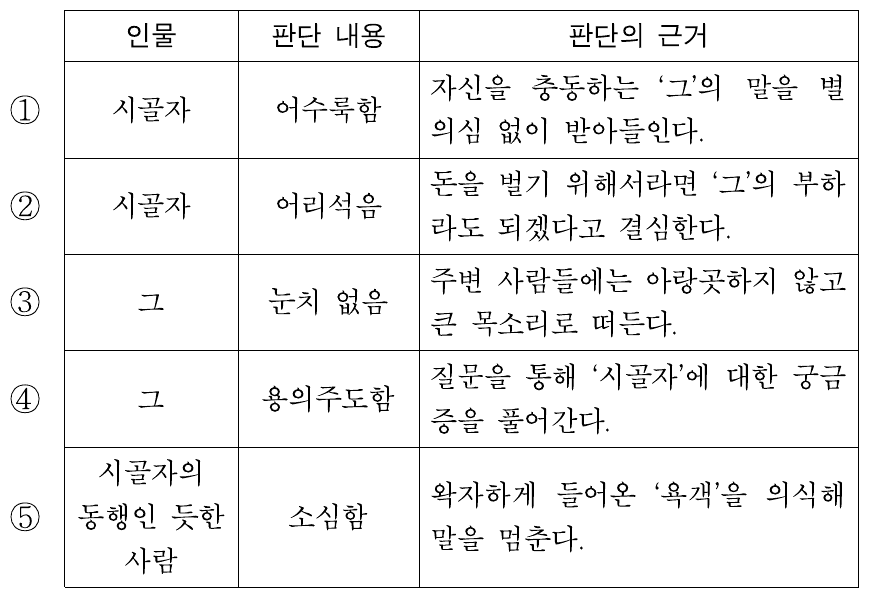 인물 판단 내용 판단의 근거
① 시골자 어수룩함 자신을 충동하는 ‘그’의 말을 별
의심 없이 받아들인다.
② 시골자 어리석음 돈을 벌기 위해서라면 ‘그’의 부하
라도 되겠다고 결심한다.
③ 그 눈치 없음 주변 사람들에는 아랑곳하지 않고
큰 목소리로 떠든다.
④ 그 용의주도함 질문을 통해 ‘시골자’에 대한 궁금
증을 풀어간다.
⑤ 시골자의
동행인 듯한
사람
소심함
왁자하게 들어온 ‘욕객’을 의식해
말을 멈춘다.